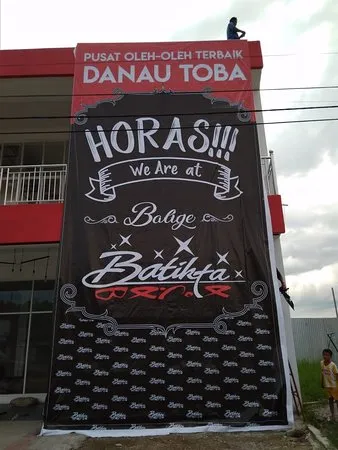 PUSAT OLEH-OLEH TERBAIK
DANAU TOBA
HORAS!!!
We Are at
Balige
Batikta